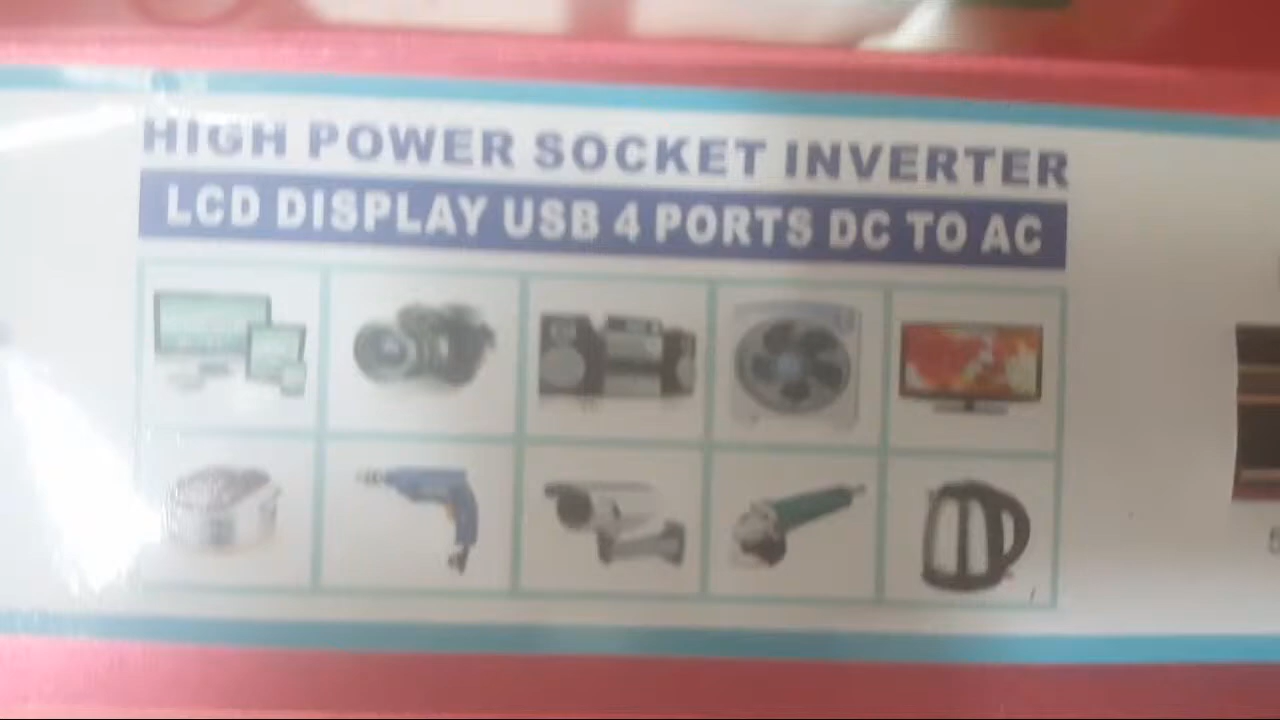 HIGH POWER SOCKET INVERTER
LCD DISPLAY USB 4 PORTS DC TO AC